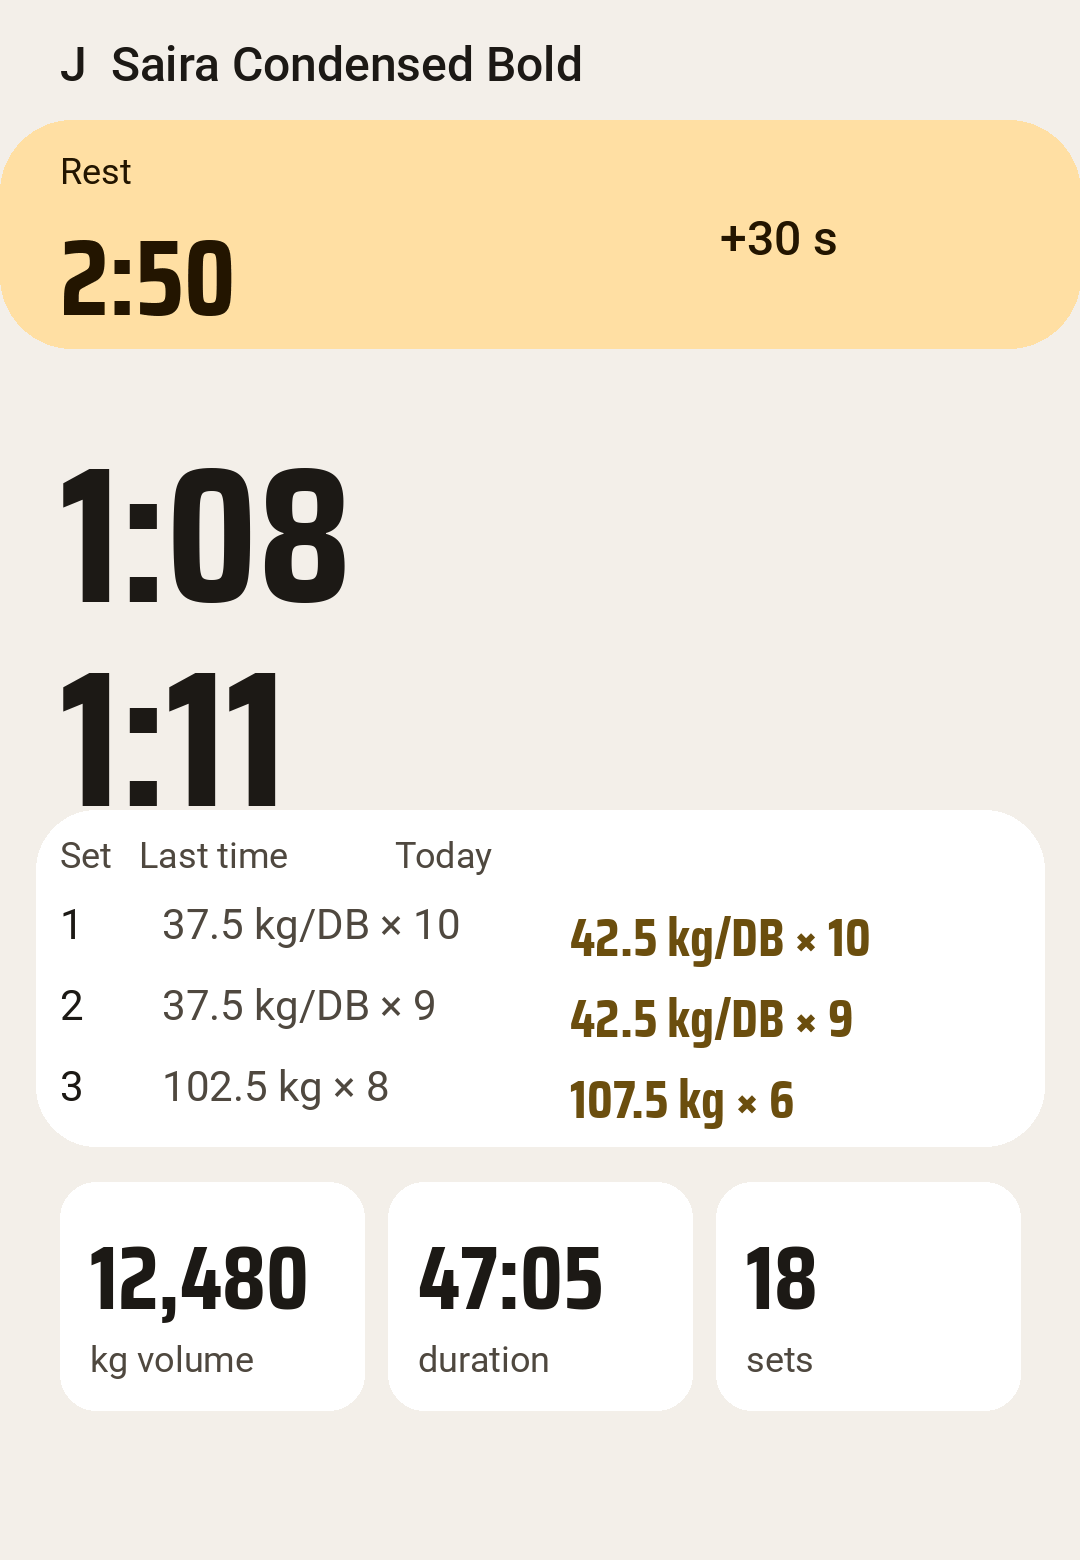 J Saira Condensed Bold
Rest
2:50
+30 s
1:08
1:11
Set Last time Today
1 37.5 kg/DB × 10 42.5 kg/DB × 10
2 37.5 kg/DB × 9 42.5 kg/DB × 9
3 102.5 kg × 8 107.5 kg × 6
12,480 47:05 18
kg volume duration sets